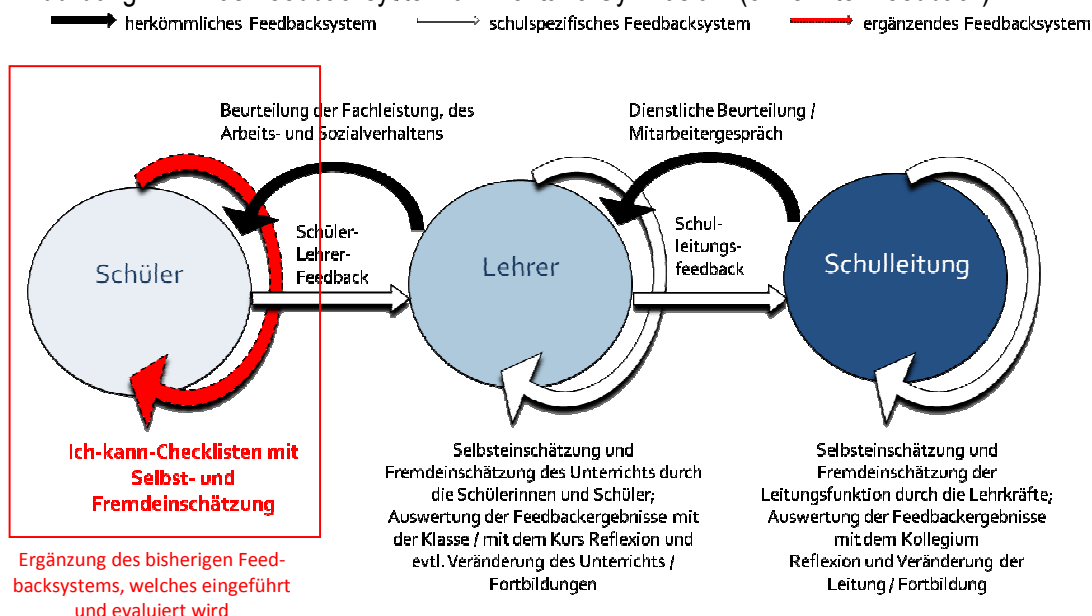 herkömmliches Feedbacksystem
schulspezifisches Feedbacksystem
ergänzendes Feedbacksystem
Beurteilung der Fachleistung, des
Arbeits- und Sozialverhaltens
Dienstliche Beurteilung /
Mitarbeitergespräch
Schüler
Schüler-
Lehrer-
Feedback
Lehrer
Schul-
leitungs-
feedback
Schulleitung
Ich-kann-Checklisten mit
Selbst- und
Fremdeinschätzung
Selbsteinschätzung und
Fremdeinschätzung des Unterrichts durch
die Schülerinnen und Schüler;
Auswertung der Feedbackergebnisse mit
der Klasse / mit dem Kurs Reflexion und
evtl. Veränderung des Unterrichts /
Fortbildungen
Selbsteinschätzung und
Fremdeinschätzung der
Leitungsfunktion durch die Lehrkräfte;
Auswertung der Feedbackergebnisse
mit dem Kollegium
Reflexion und Veränderung der
Leitung / Fortbildung
Ergänzung des bisherigen Feed-
backsystems, welches eingeführt
und evaluiert wird